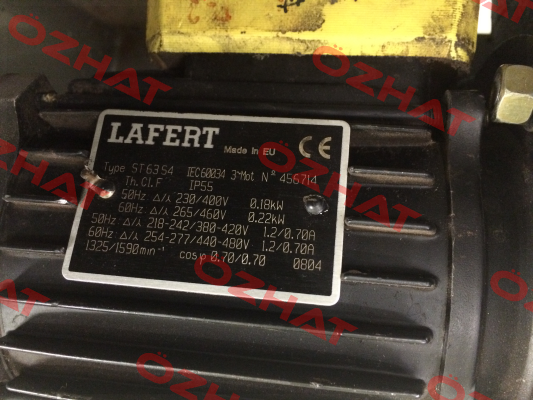 LAFERT
Made in EU CE
Type ST63S4 IEC60034 3~Mot Nº 456714
Th.Cl.F IP55
50Hz Δ/⅄ 230/400V 0.18kW
60Hz Δ/⅄ 265/460V 0.22kW
50Hz Δ/⅄ 218-242/380-420V 1.2/0.70A
60Hz Δ/⅄ 254-277/440-480V 1.2/0.70A
1325/1590min⁻¹ cosφ 0.70/0.70 0804
OZHAT
OZHAT
OZHAT
OZHAT
OZHAT
OZHAT